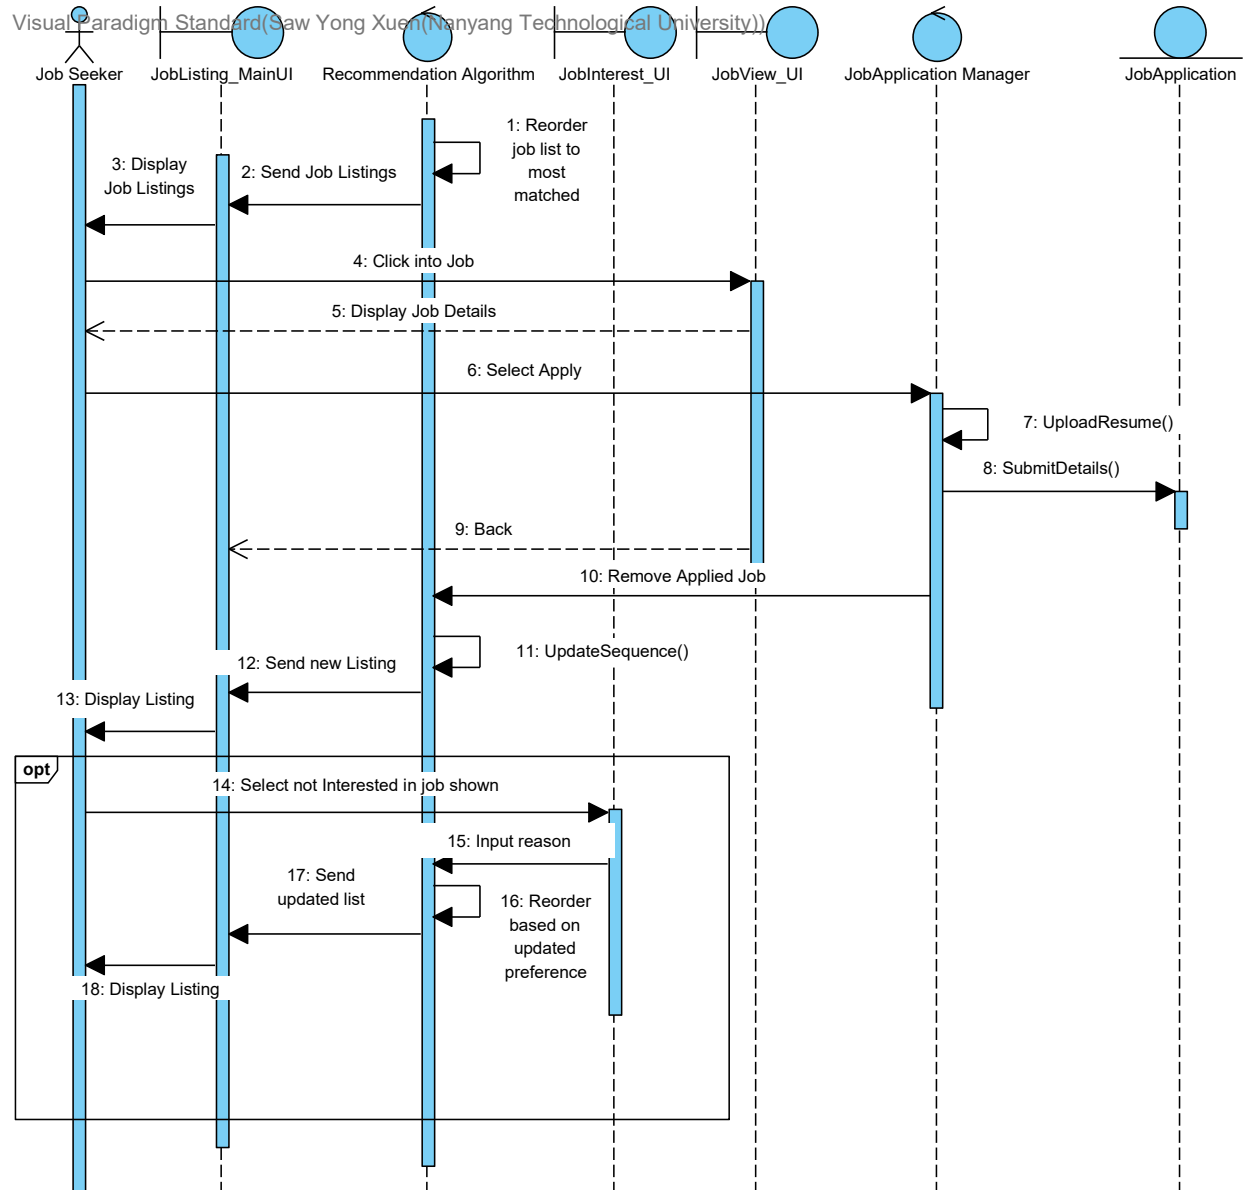 Visual Paradigm Standard(Saw Yong Xuen(Nanyang Technological University))
Job Seeker
JobListing_MainUI
Recommendation Algorithm
JobInterest_UI
JobView_UI
JobApplication Manager
JobApplication
1: Reorder
job list to
most
matched
2: Send Job Listings
3: Display
Job Listings
4: Click into Job
5: Display Job Details
6: Select Apply
7: UploadResume()
8: SubmitDetails()
9: Back
10: Remove Applied Job
11: UpdateSequence()
12: Send new Listing
13: Display Listing
opt
14: Select not Interested in job shown
15: Input reason
16: Reorder
based on
updated
preference
17: Send
updated list
18: Display Listing